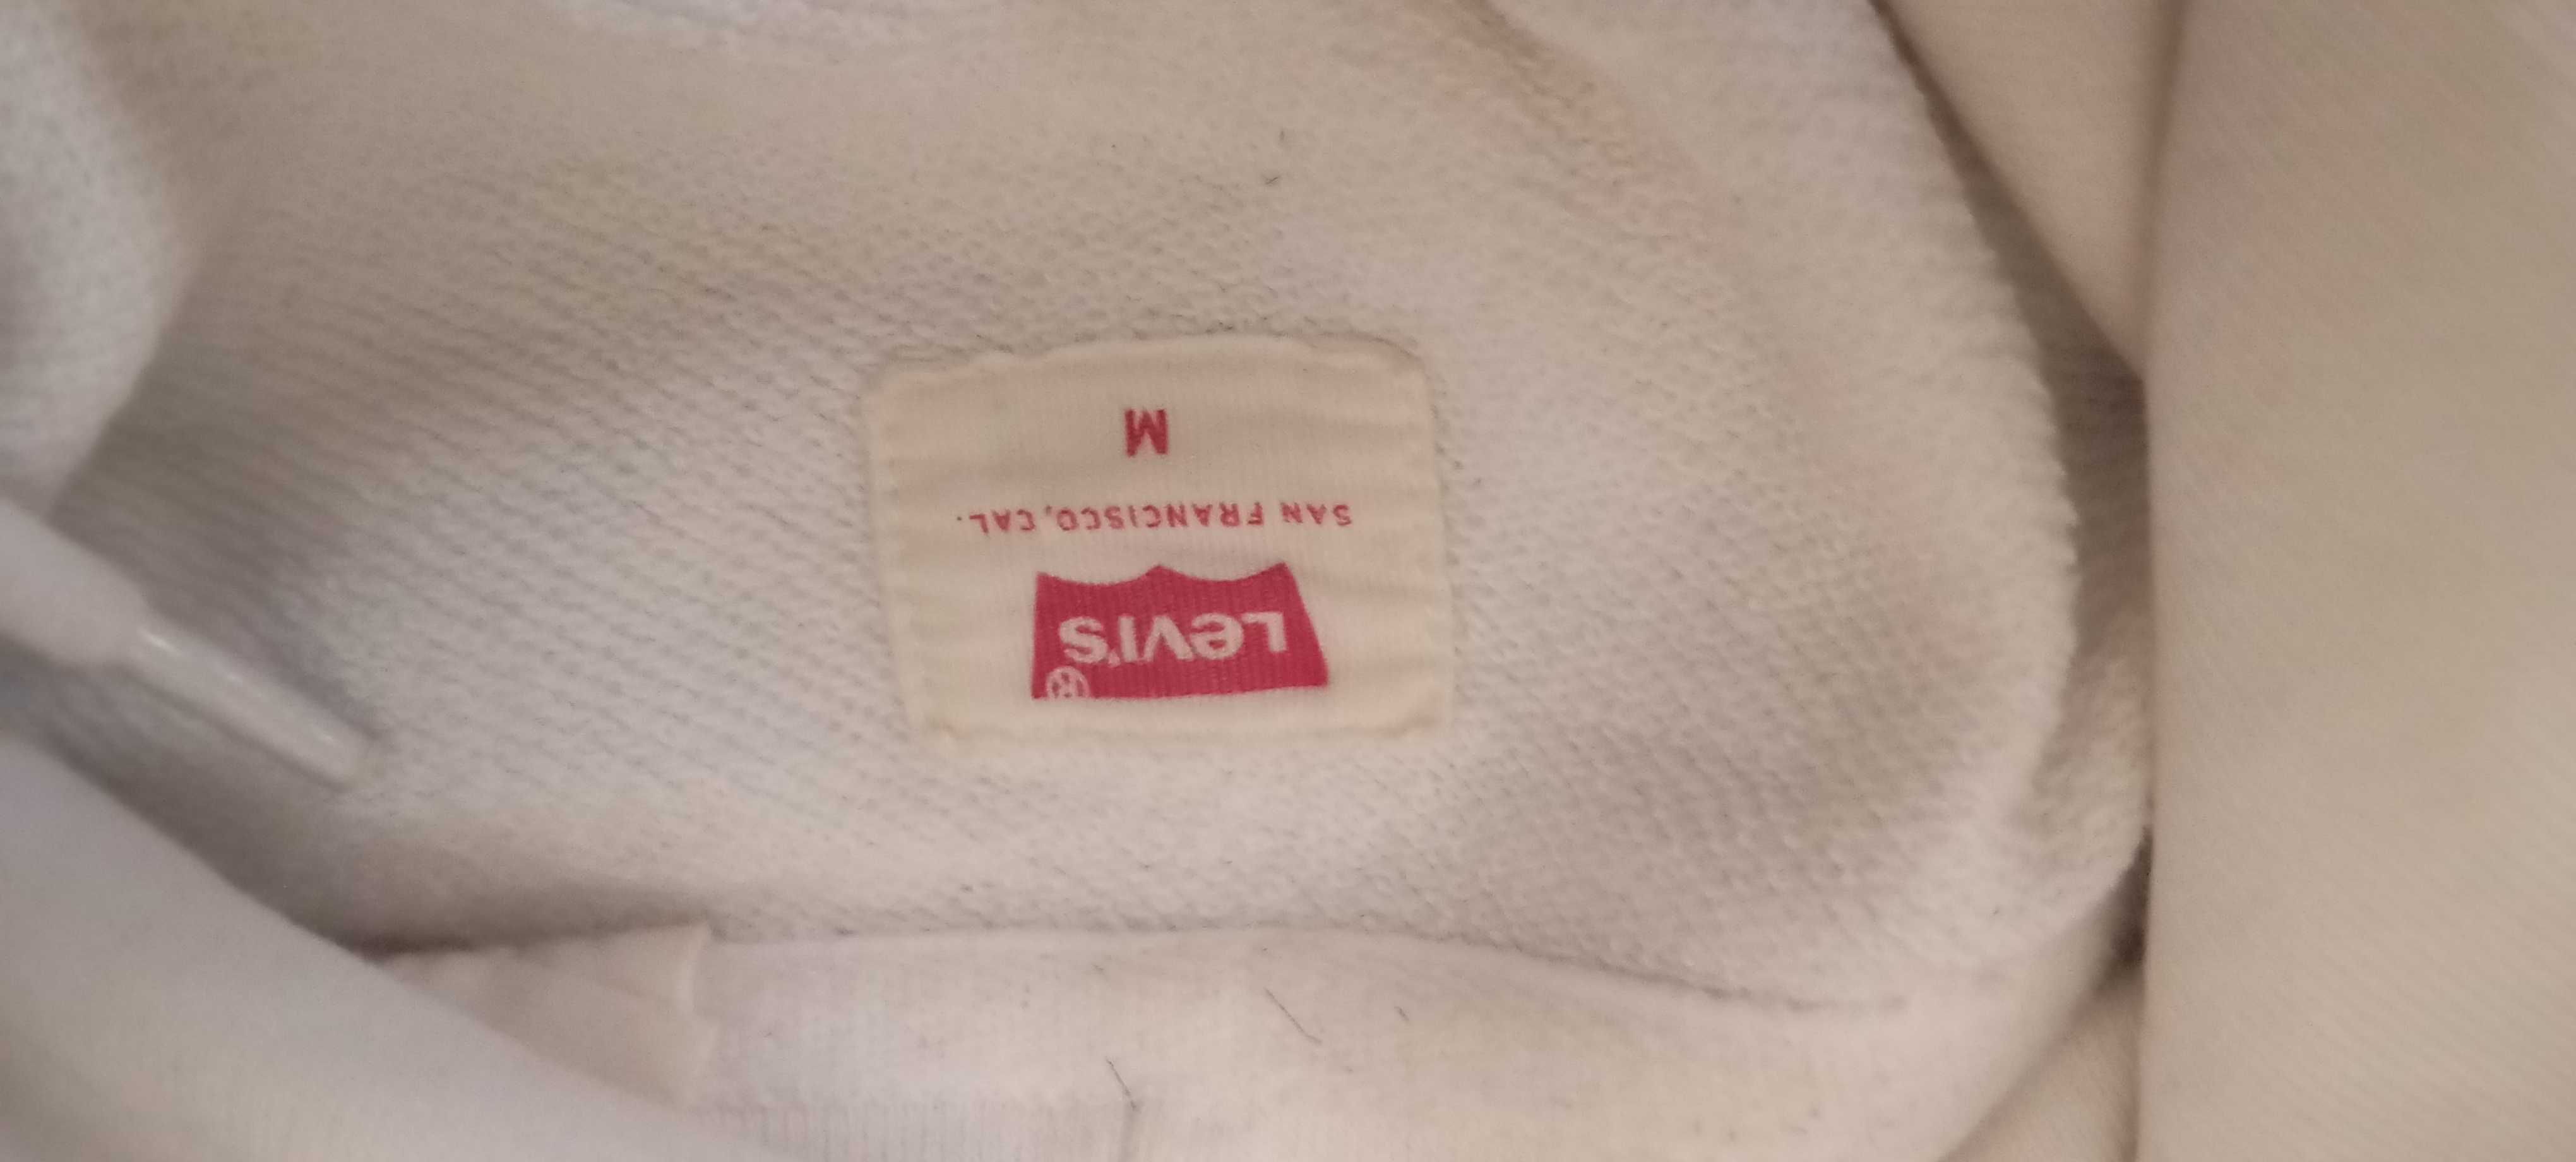 LEVI'S®
SAN FRANCISCO, CAL.
M